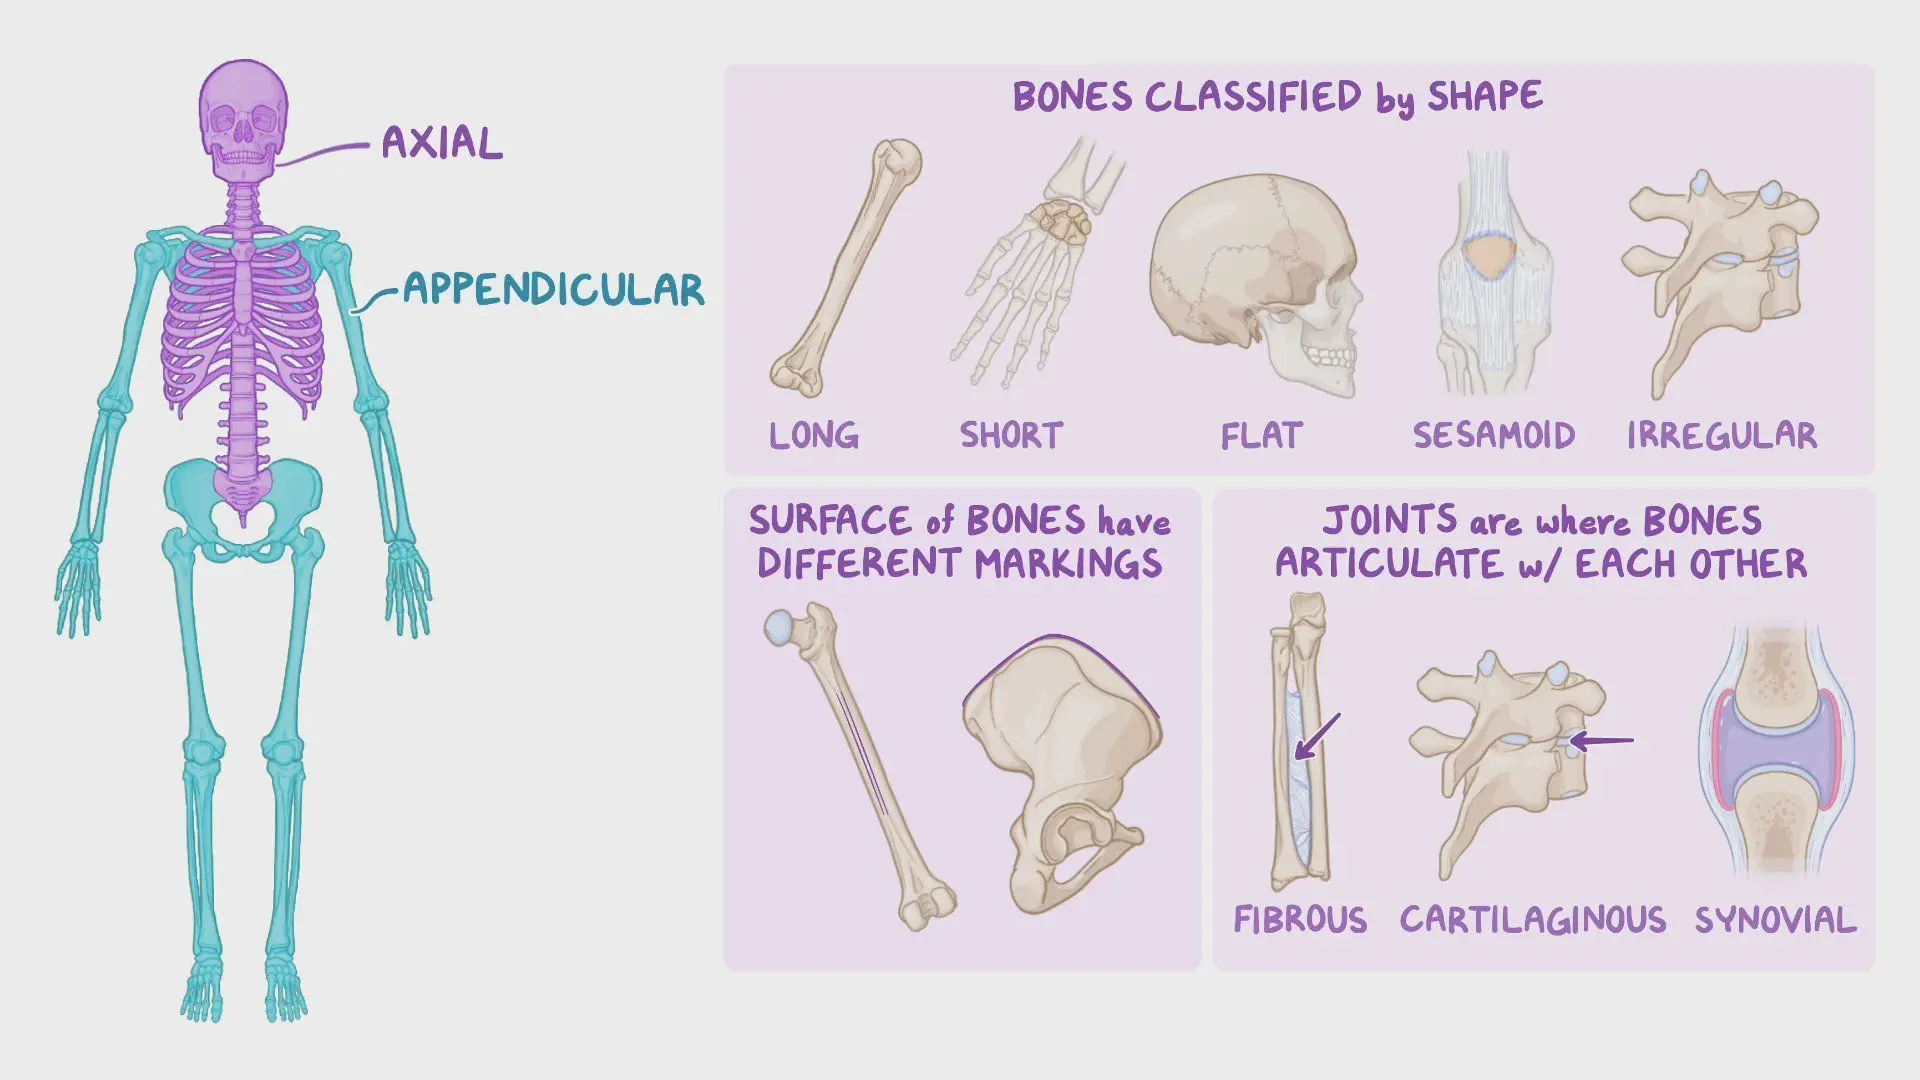 AXIAL
APPENDICULAR
BONES CLASSIFIED by SHAPE
LONG
SHORT
FLAT
SESAMOID
IRREGULAR
SURFACE of BONES have
DIFFERENT MARKINGS
JOINTS are where BONES
ARTICULATE w/ EACH OTHER
FIBROUS
CARTILAGINOUS
SYNOVIAL